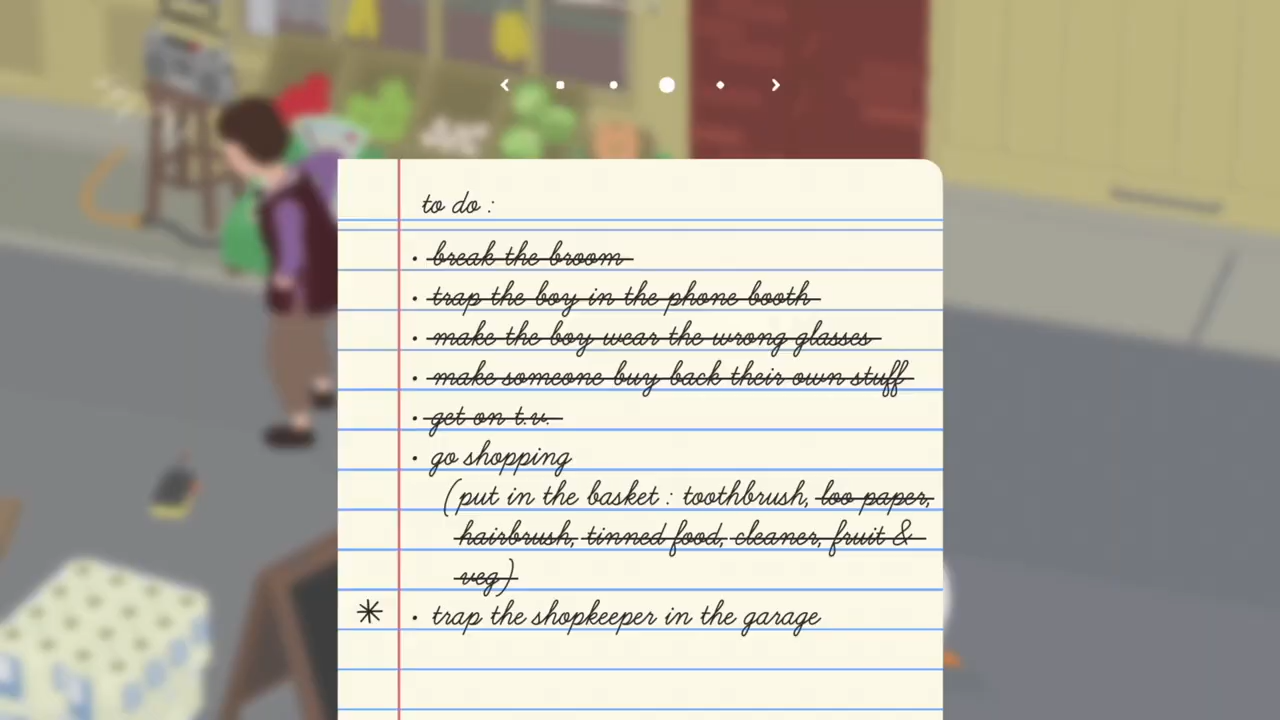 to do :
• break the broom
• trap the boy in the phone booth
• make the boy wear the wrong glasses
• make someone buy back their own stuff
• get on t.v.
• go shopping
(put in the basket : toothbrush, loo paper,
hairbrush, tinned food, cleaner, fruit &
veg)
* • trap the shopkeeper in the garage